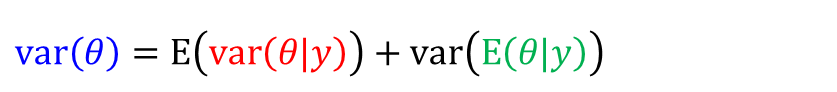 var(θ) = E(var(θ|y)) + var(E(θ|y))